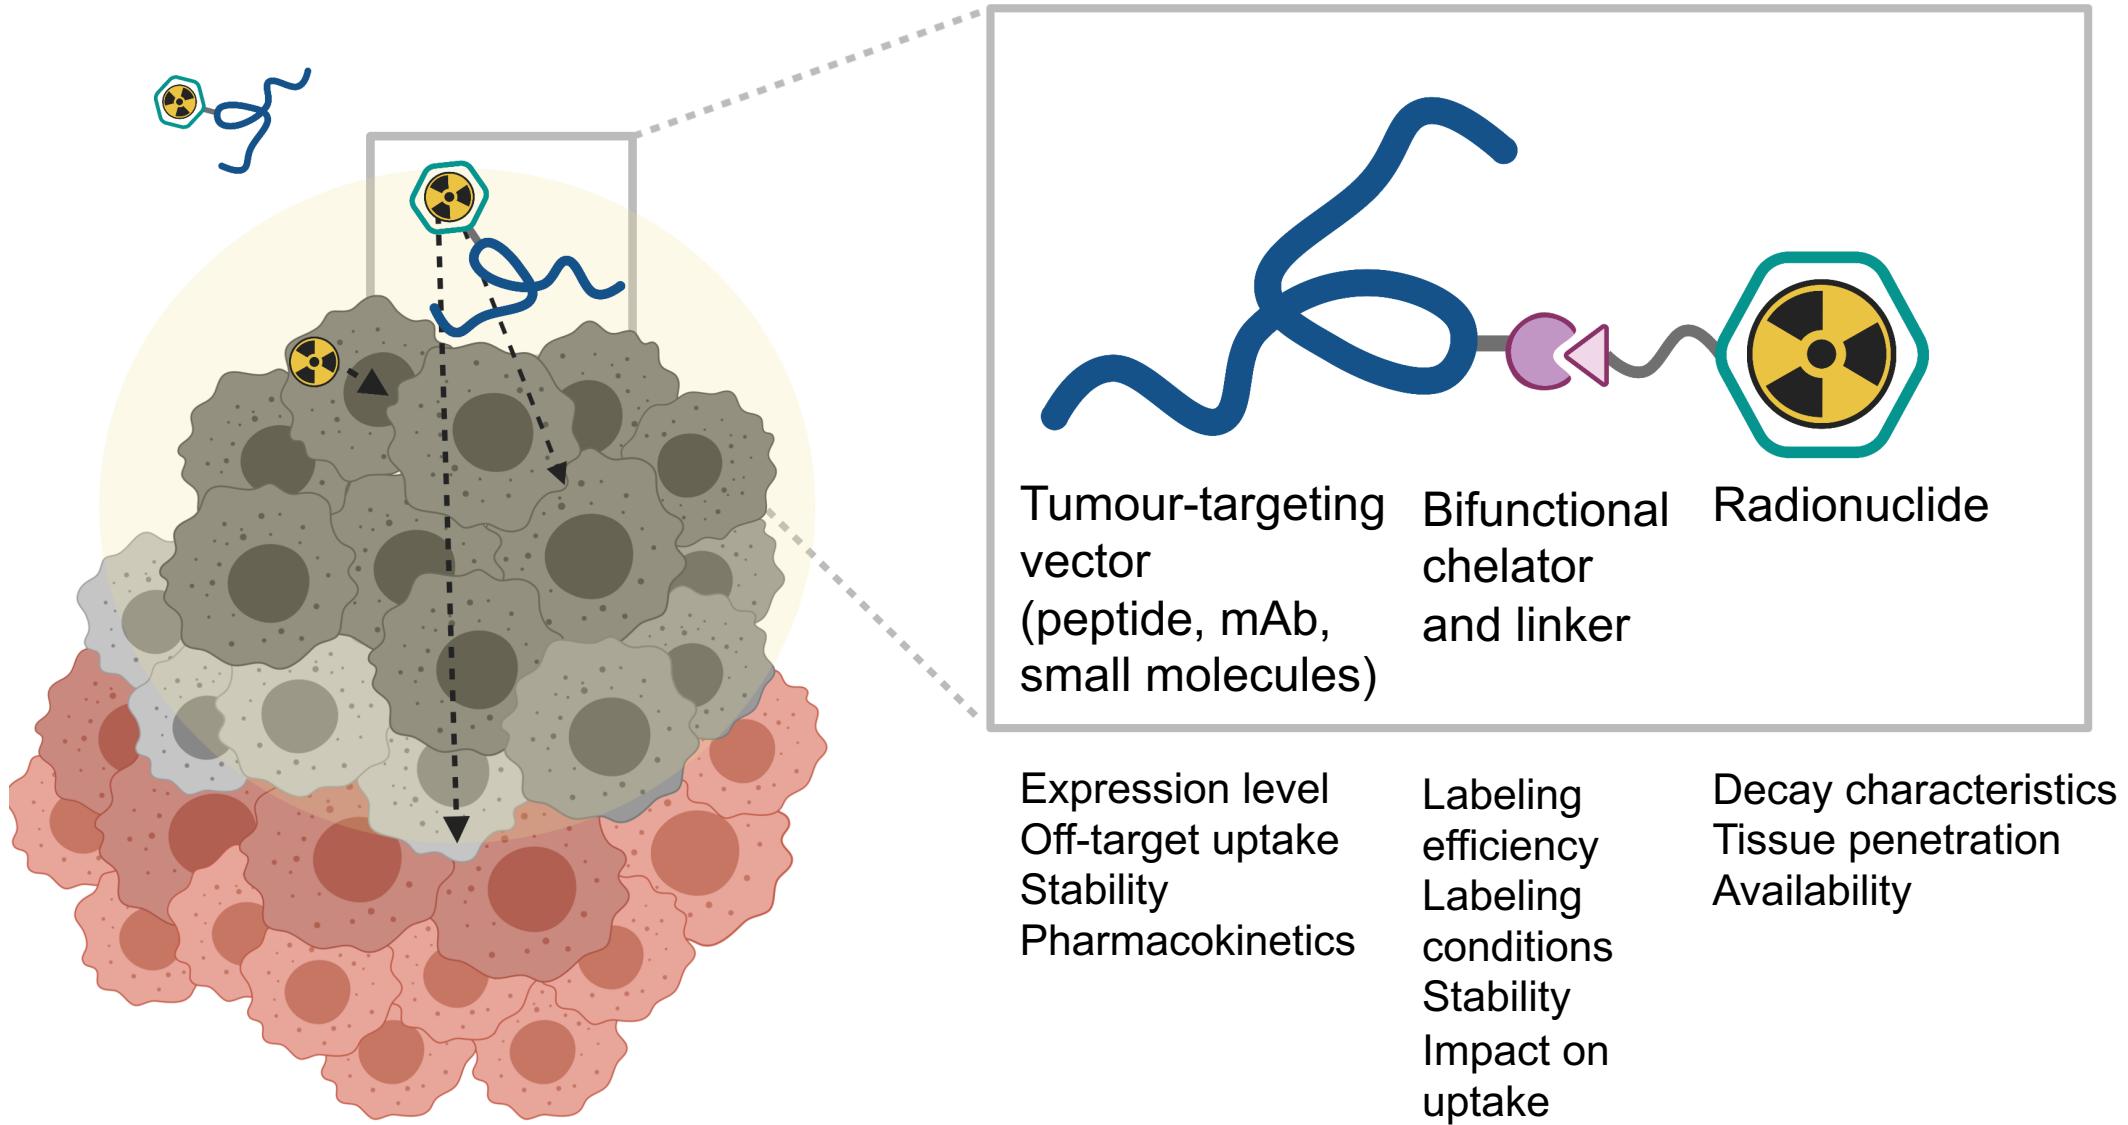 Tumour-targeting
vector
(peptide, mAb,
small molecules)
Bifunctional
chelator
and linker
Radionuclide
Expression level
Off-target uptake
Stability
Pharmacokinetics
Labeling
efficiency
Labeling
conditions
Stability
Impact on
uptake
Decay characteristics
Tissue penetration
Availability